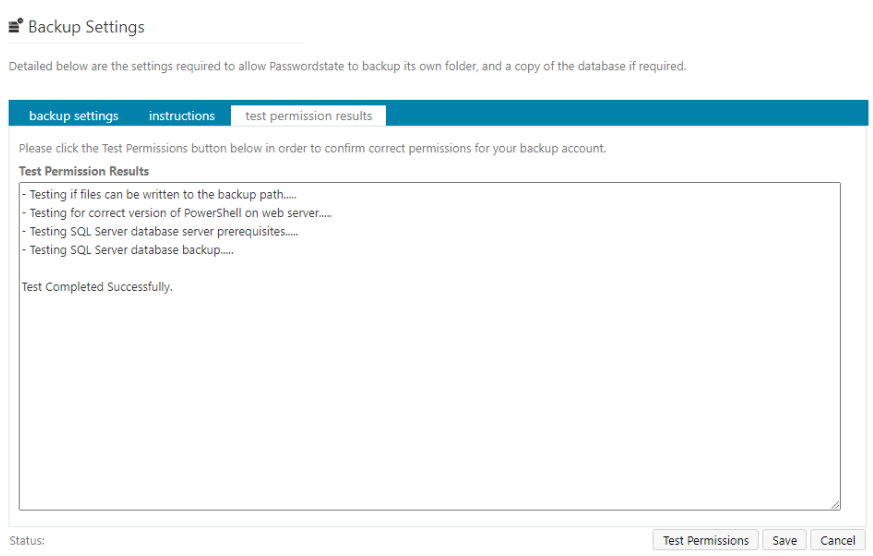 Backup Settings
Detailed below are the settings required to allow Passwordstate to backup its own folder, and a copy of the database if required.
backup settings instructions test permission results
Please click the Test Permissions button below in order to confirm correct permissions for your backup account.
Test Permission Results
- Testing if files can be written to the backup path.....
- Testing for correct version of PowerShell on web server.....
- Testing SQL Server database server prerequisites.....
- Testing SQL Server database backup.....
Test Completed Successfully.
Status: Test Permissions Save Cancel